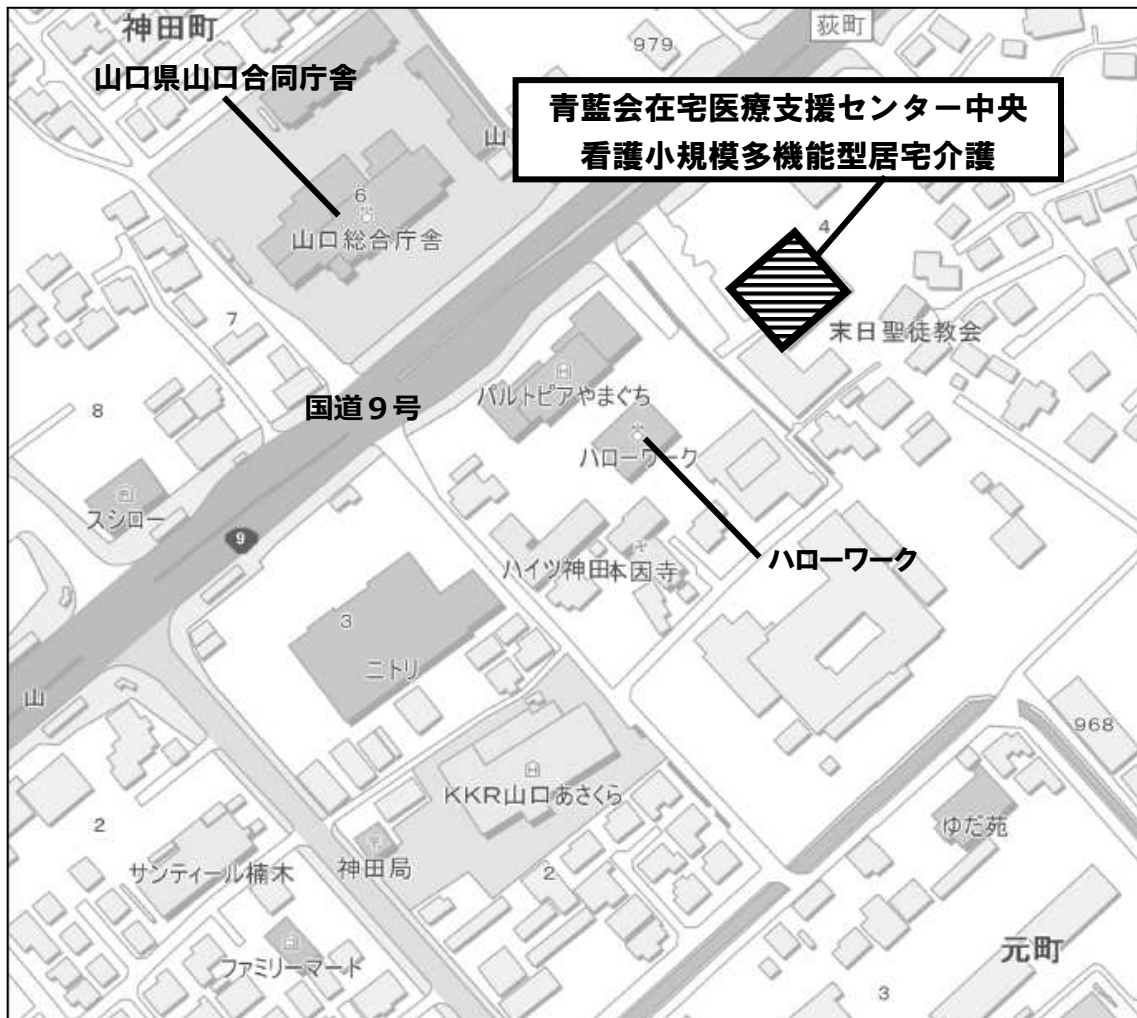 神田町
荻町
979
山口県山口合同庁舎
青藍会在宅医療支援センター中央
看護小規模多機能型居宅介護
山
6
山口総合庁舎
4
7
末日聖徒教会
パルトピアやまぐち
国道９号
8
ハローワーク
スシロー
9
ハイツ神田
本因寺
ハローワーク
3
ニトリ
山
968
KKR山口あさくら
2
ゆだ苑
神田局
2
サンティール楠木
元町
ファミリーマート
3